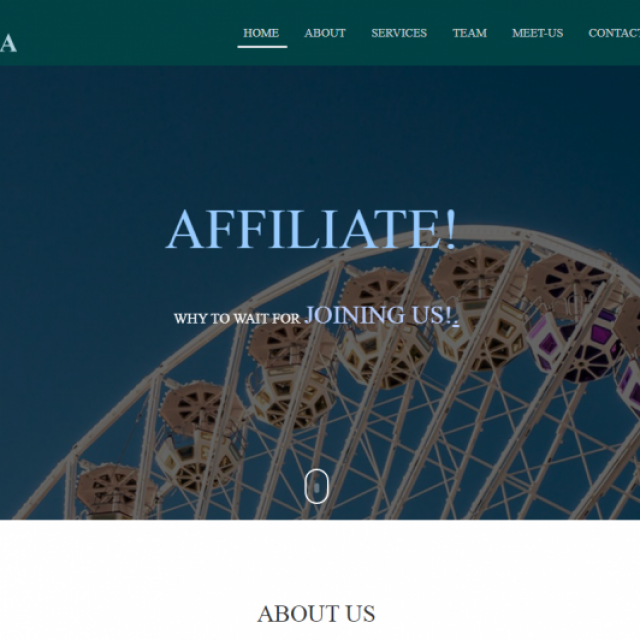 A
HOME ABOUT SERVICES TEAM MEET-US CONTACT
AFFILIATE!
WHY TO WAIT FOR JOINING US!
ABOUT US